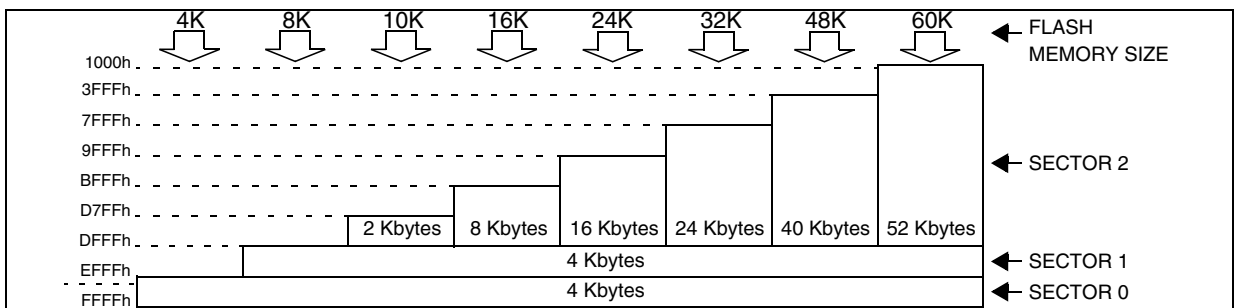 4K 8K 10K 16K 24K 32K 48K 60K
FLASH
MEMORY SIZE
1000h
3FFFh
7FFFh
9FFFh
BFFFh
D7FFh
DFFFh
EFFFh
FFFFh
2 Kbytes 8 Kbytes 16 Kbytes 24 Kbytes 40 Kbytes 52 Kbytes
SECTOR 2
4 Kbytes
SECTOR 1
4 Kbytes
SECTOR 0